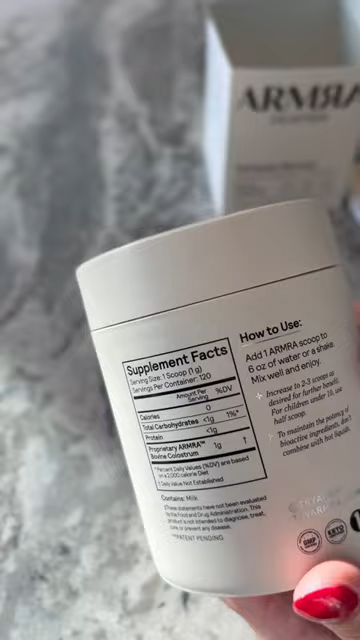 ARMRA
Supplement Facts
Serving Size: 1 Scoop (1 g)
Servings Per Container: 120
Amount Per Serving %DV
Calories 0
Total Carbohydrates <1g 1%*
Protein <1g
Proprietary ARMRA™ Bovine Colostrum 1g †
*Percent Daily Values (%DV) are based
on a 2,000 calorie Diet
† Daily Value Not Established
Contains: Milk
These statements have not been evaluated
by the Food and Drug Administration. This
product is not intended to diagnose, treat,
**PATENT PENDING
How to Use:
Add 1 ARMRA scoop to
6 oz of water or a shake.
Mix well and enjoy.
Increase to 2-3 scoops as
desired for further benefit.
For children under 10, use
half scoop.
To maintain the potency of
bioactive ingredients, don't
combine with hot liquids.
GMP
KETO